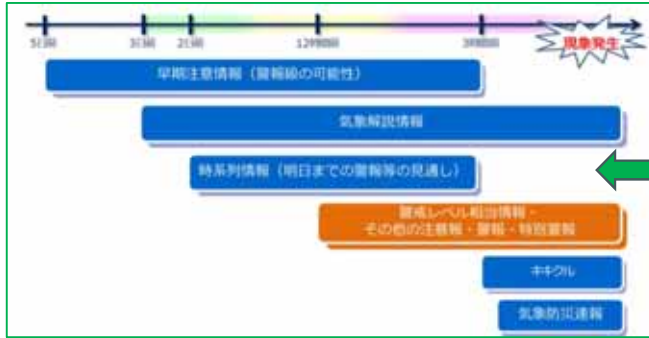 5日前 3日前 2日前 12時間前 3時間前
現象発生
早期注意情報（警報級の可能性）
気象解説情報
時系列情報（明日までの警報等の見通し）
警戒レベル相当情報・
その他の注意報・警報・特別警報
キキクル
気象防災速報